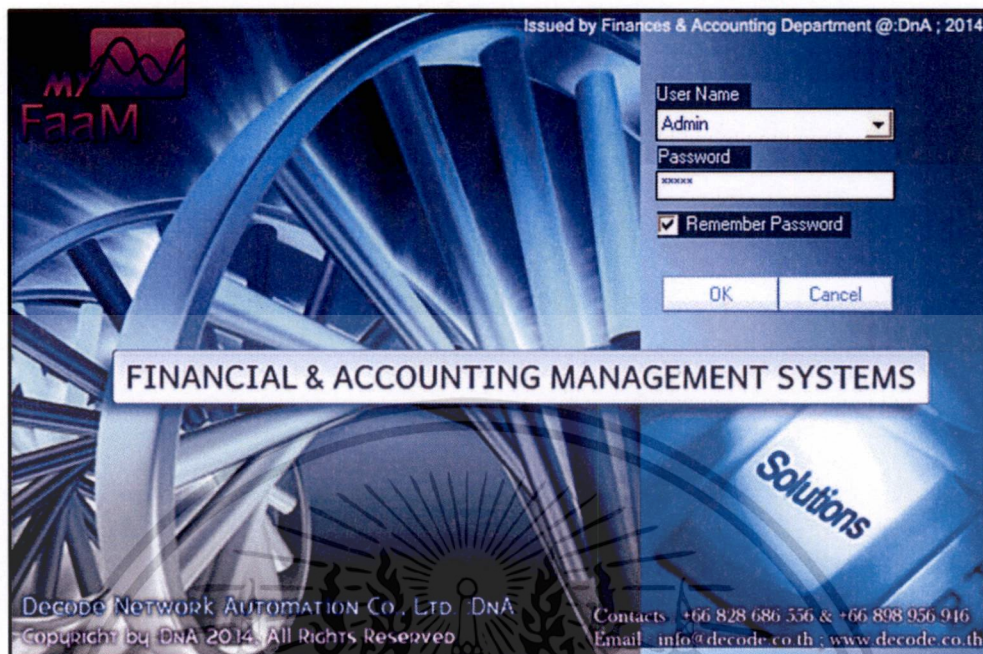 Issued by Finances & Accounting Department @:DnA ; 2014
My
FaaM
User Name
Admin
Password
xxxxx
Remember Password
OK Cancel
FINANCIAL & ACCOUNTING MANAGEMENT SYSTEMS
Solutions
Decode Network Automation Co., Ltd :DnA
Copyright by DnA 2014. All Rights Reserved
Contacts : +66 828 686 556 & +66 898 956 916
Email : info@decode.co.th ; www.decode.co.th